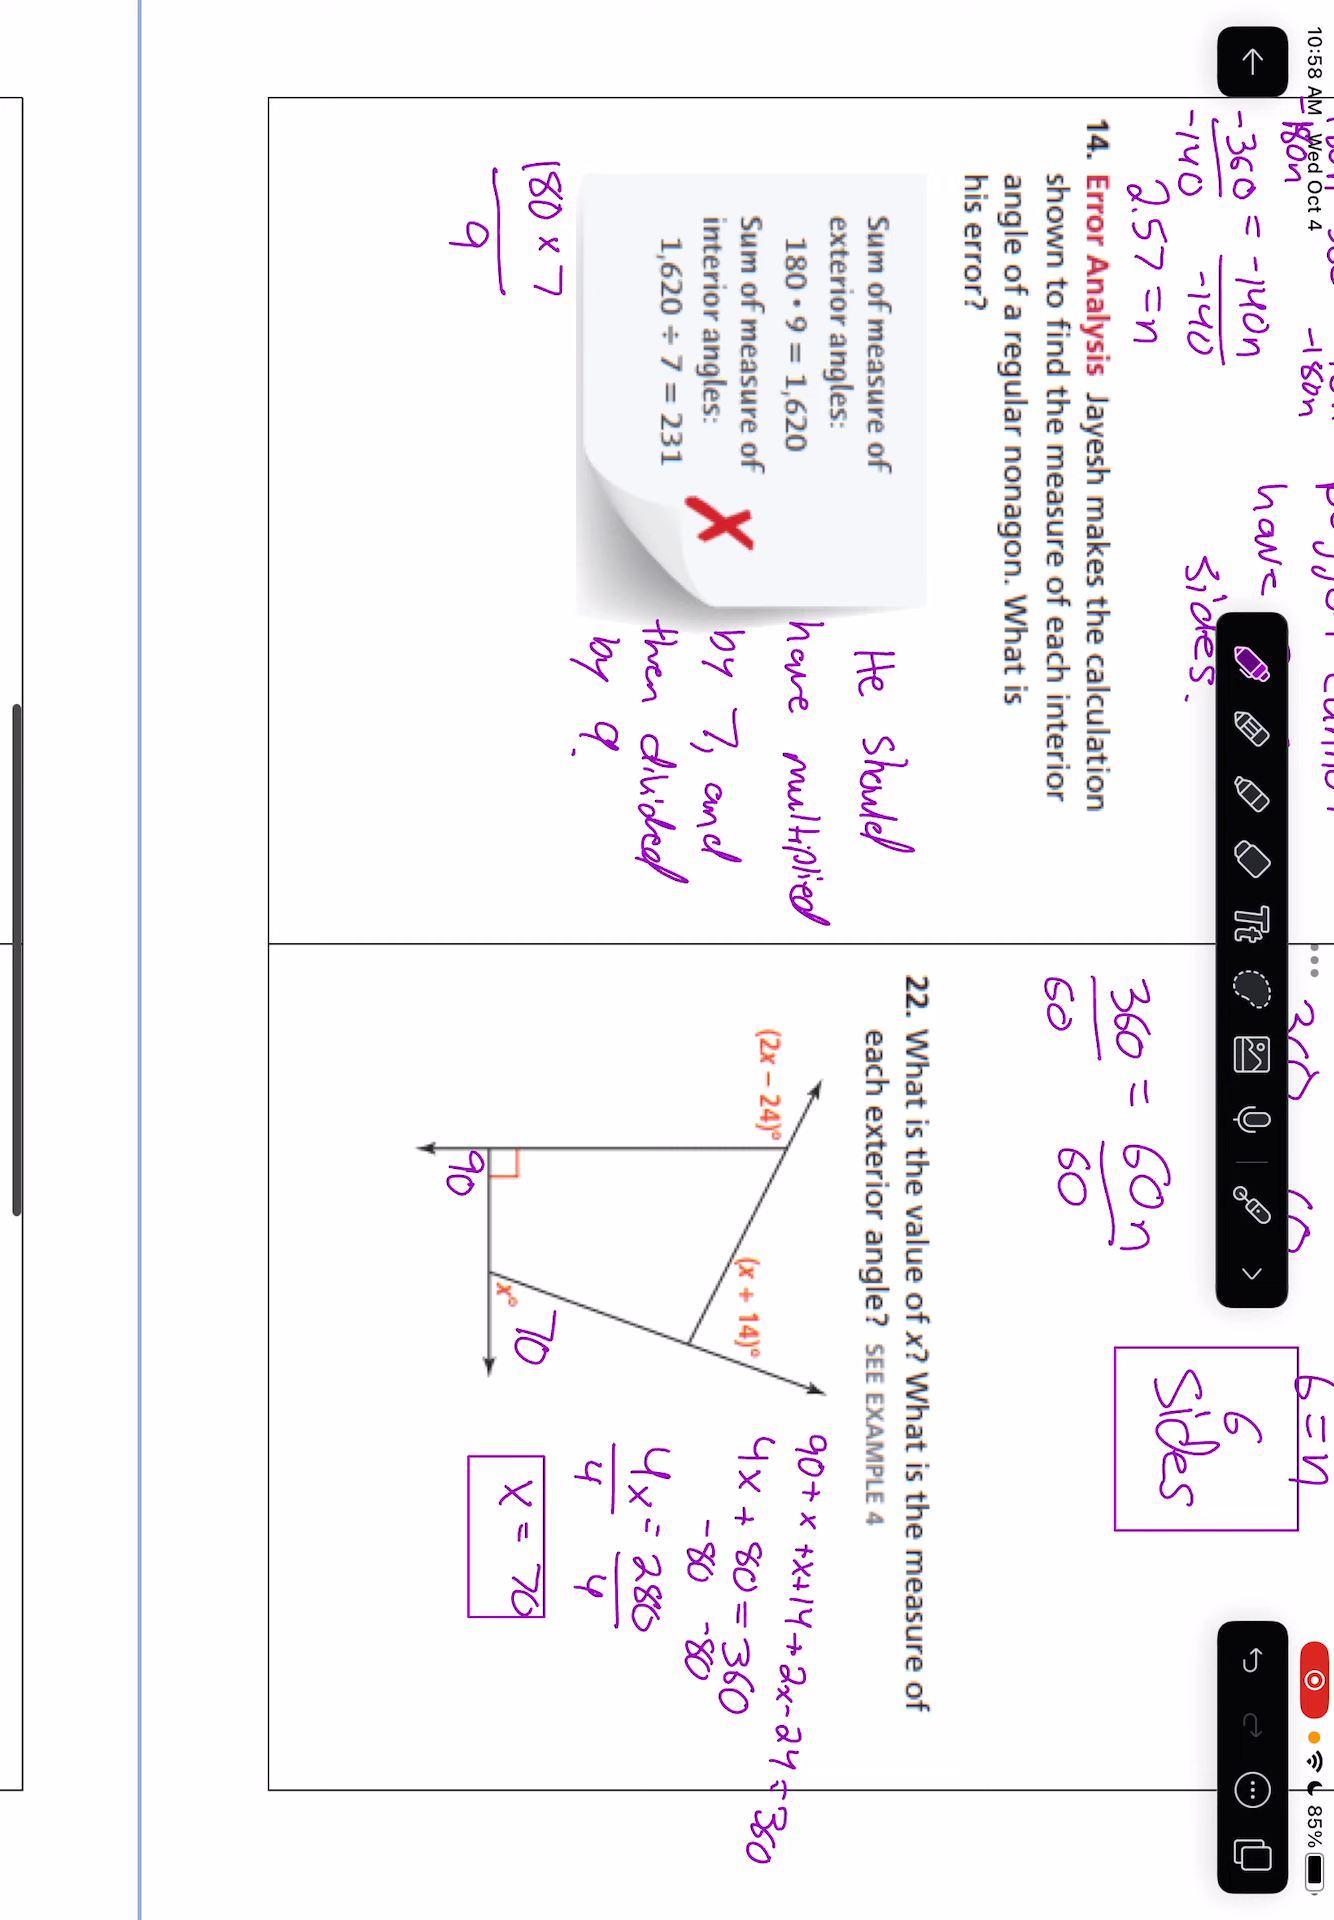 10:58 AM Wed Oct 4
85%
-180n
-180n
-360 = -140n
-140 -140
2.57 = n
have
sides.
360 = 60n
60 60
6 = n
6
sides
14. Error Analysis Jayesh makes the calculation
shown to find the measure of each interior
angle of a regular nonagon. What is
his error?
Sum of measure of
exterior angles:
180 • 9 = 1,620
Sum of measure of
interior angles:
1,620 ÷ 7 = 231
X
He should
have multiplied
by 7, and
then divided
by 9.
180 x 7
9
22. What is the value of x? What is the measure of
each exterior angle? SEE EXAMPLE 4
(2x – 24)°
(x + 14)°
x°
70
90
90 + x + x + 14 + 2x - 24 = 360
4x + 80 = 360
-80 -80
4x = 280
4 4
x = 70
Tt